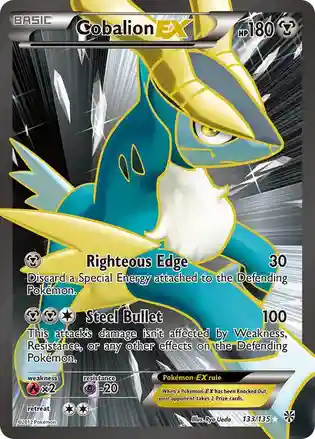 BASIC
Cobalion EX
HP 180
Righteous Edge 30
Discard a Special Energy attached to the Defending
Pokémon.
Steel Bullet 100
This attack's damage isn't affected by Weakness,
Resistance, or any other effects on the Defending
Pokémon.
weakness
×2
resistance
-20
retreat
Pokémon-EX rule
When a Pokémon-EX has been Knocked Out,
your opponent takes 2 Prize cards.
©2012 Pokémon
Illus. Ryo Ueda
133/135